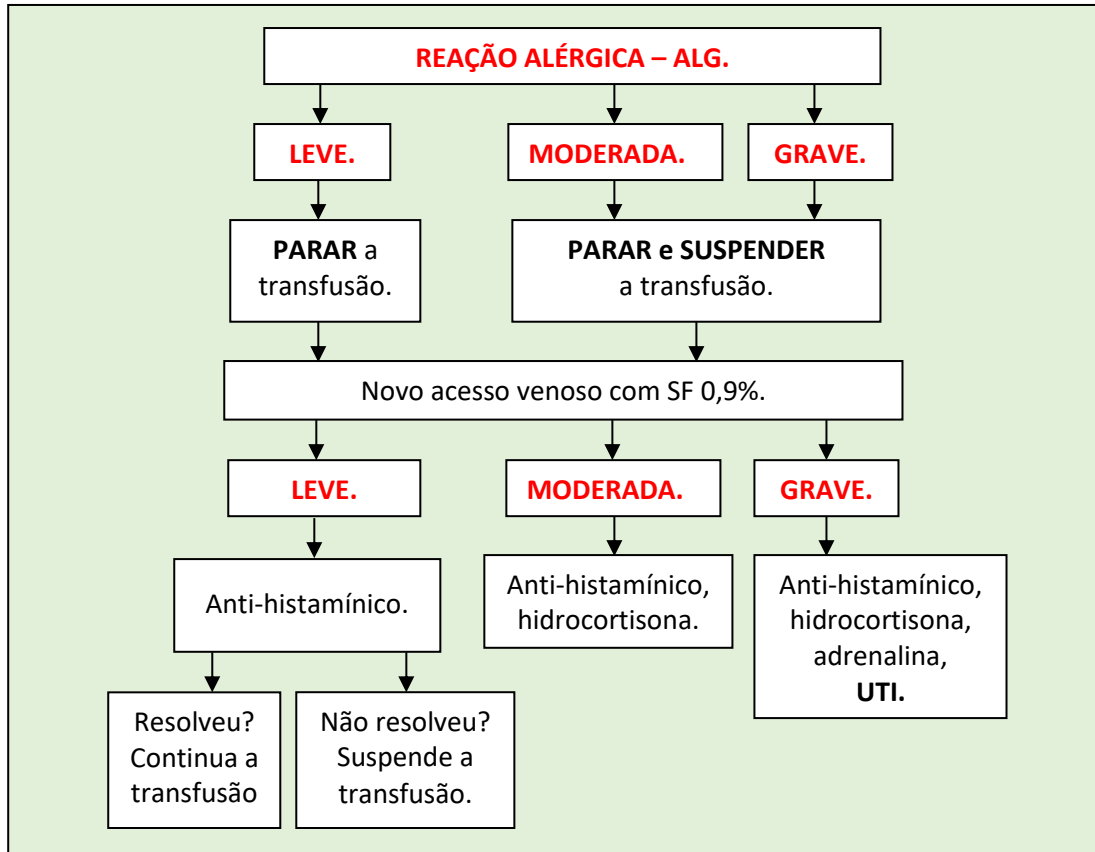 REAÇÃO ALÉRGICA – ALG.
LEVE.
MODERADA.
GRAVE.
PARAR a
transfusão.
PARAR e SUSPENDER
a transfusão.
Novo acesso venoso com SF 0,9%.
LEVE.
MODERADA.
GRAVE.
Anti-histamínico.
Anti-histamínico,
hidrocortisona.
Anti-histamínico,
hidrocortisona,
adrenalina,
UTI.
Resolveu?
Continua a
transfusão
Não resolveu?
Suspende a
transfusão.